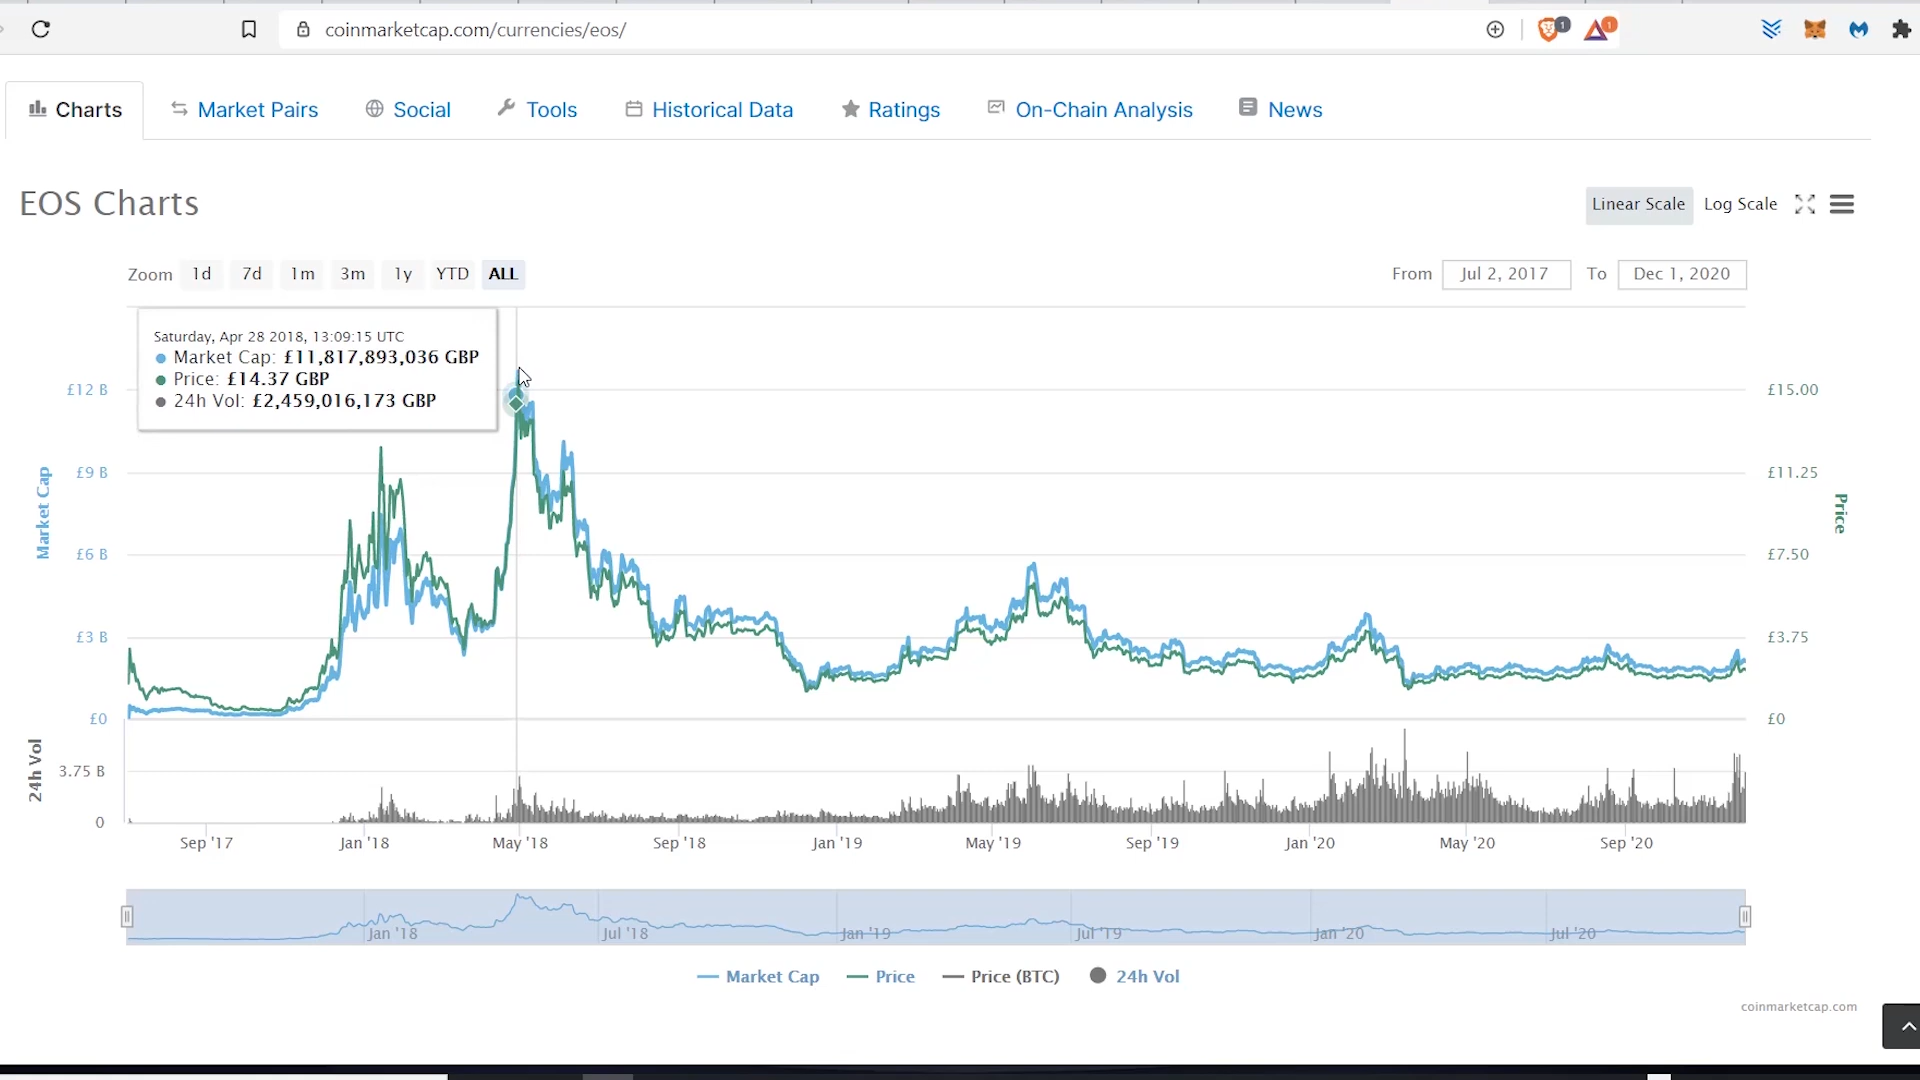 coinmarketcap.com/currencies/eos/
1
1
Charts Market Pairs Social Tools Historical Data Ratings On-Chain Analysis News
EOS Charts
Linear Scale Log Scale
Zoom 1d 7d 1m 3m 1y YTD ALL
From Jul 2, 2017 To Dec 1, 2020
Saturday, Apr 28 2018, 13:09:15 UTC
Market Cap: £11,817,893,036 GBP
Price: £14.37 GBP
24h Vol: £2,459,016,173 GBP
£12 B £15.00
£9 B £11.25
Market Cap
Price
£6 B £7.50
£3 B £3.75
£0 £0
24h Vol
3.75 B
0
Sep '17 Jan '18 May '18 Sep '18 Jan '19 May '19 Sep '19 Jan '20 May '20 Sep '20
Jan '18 Jul '18 Jan '19 Jul '19 Jan '20 Jul '20
Market Cap Price Price (BTC) 24h Vol
coinmarketcap.com